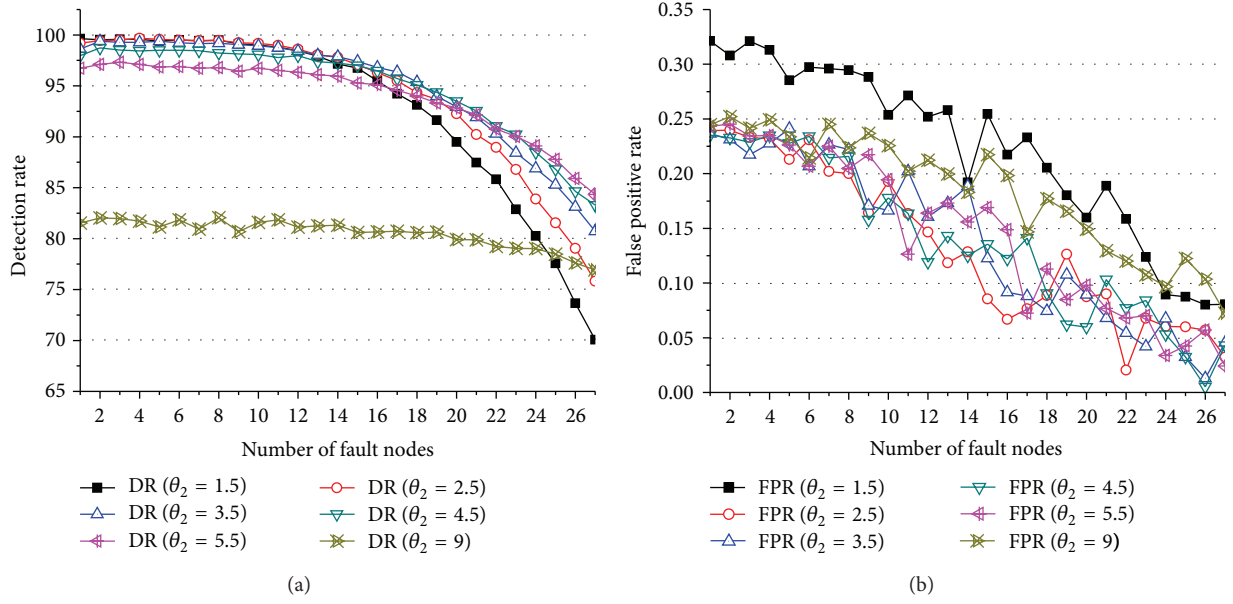 100
95
90
85
80
75
70
65
Detection rate
2 4 6 8 10 12 14 16 18 20 22 24 26
Number of fault nodes
DR (θ2 = 1.5)
DR (θ2 = 2.5)
DR (θ2 = 3.5)
DR (θ2 = 4.5)
DR (θ2 = 5.5)
DR (θ2 = 9)
(a)
0.35
0.30
0.25
0.20
0.15
0.10
0.05
0.00
False positive rate
2 4 6 8 10 12 14 16 18 20 22 24 26
Number of fault nodes
FPR (θ2 = 1.5)
FPR (θ2 = 4.5)
FPR (θ2 = 2.5)
FPR (θ2 = 5.5)
FPR (θ2 = 3.5)
FPR (θ2 = 9)
(b)